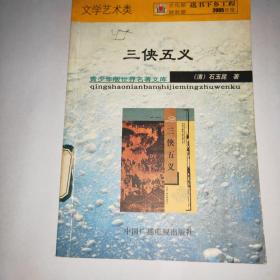 文学艺术类
送书下乡工程
三侠五义
青少年版世界名著文库
qingshaonianbanshijiemingzhuwenku
(清) 石玉昆 著
三侠五义
中国广播电视出版社